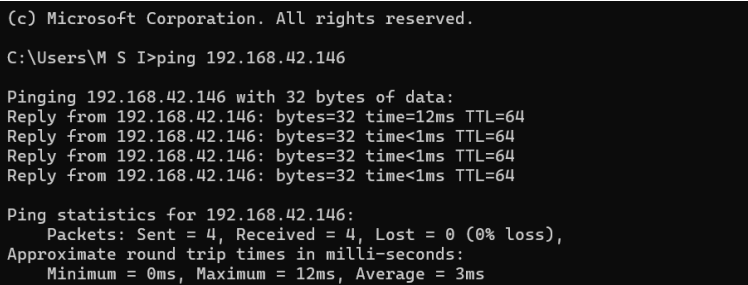 (c) Microsoft Corporation. All rights reserved.
C:\Users\M S I>ping 192.168.42.146
Pinging 192.168.42.146 with 32 bytes of data:
Reply from 192.168.42.146: bytes=32 time=12ms TTL=64
Reply from 192.168.42.146: bytes=32 time<1ms TTL=64
Reply from 192.168.42.146: bytes=32 time<1ms TTL=64
Reply from 192.168.42.146: bytes=32 time<1ms TTL=64
Ping statistics for 192.168.42.146:
Packets: Sent = 4, Received = 4, Lost = 0 (0% loss),
Approximate round trip times in milli-seconds:
Minimum = 0ms, Maximum = 12ms, Average = 3ms